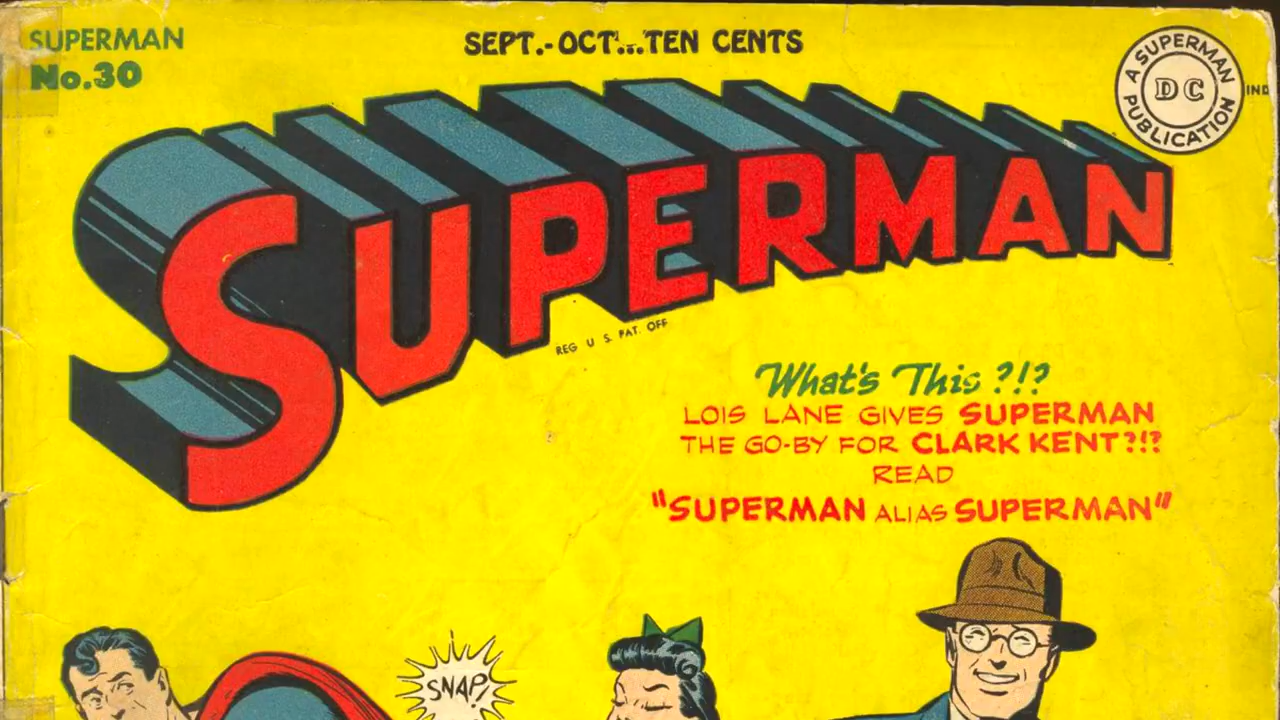 SUPERMAN
No.30
SEPT.-OCT...TEN CENTS
A SUPERMAN
DC
PUBLICATION
IND
SUPERMAN
REG U S. PAT. OFF
What's This ?!?
LOIS LANE GIVES SUPERMAN
THE GO-BY FOR CLARK KENT?!?
READ
"SUPERMAN ALIAS SUPERMAN"
SNAP!